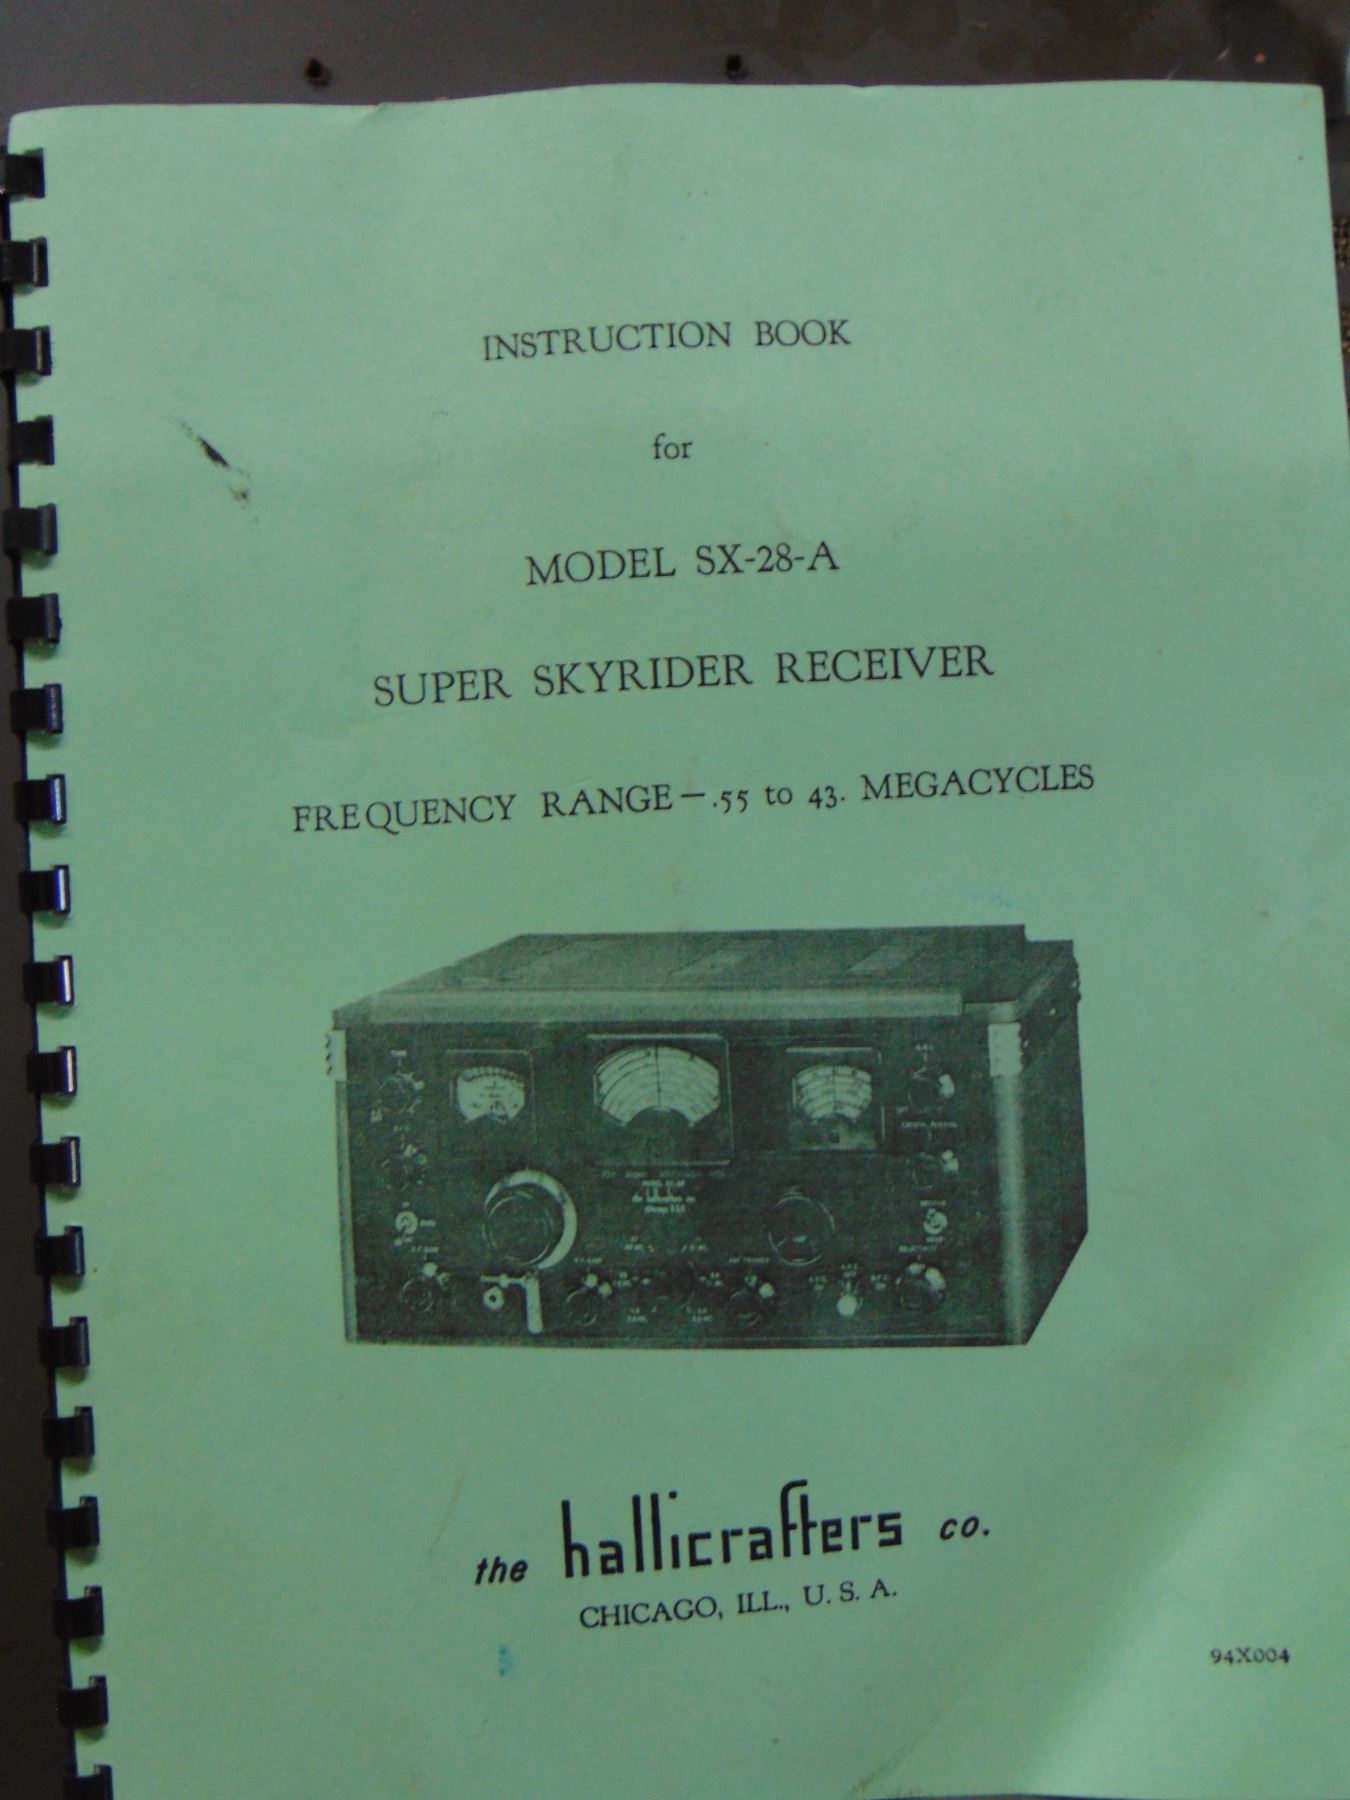 INSTRUCTION BOOK
for
MODEL SX-28-A
SUPER SKYRIDER RECEIVER
FREQUENCY RANGE—.55 to 43. MEGACYCLES
the hallicrafters co.
CHICAGO, ILL., U. S. A.
94X004